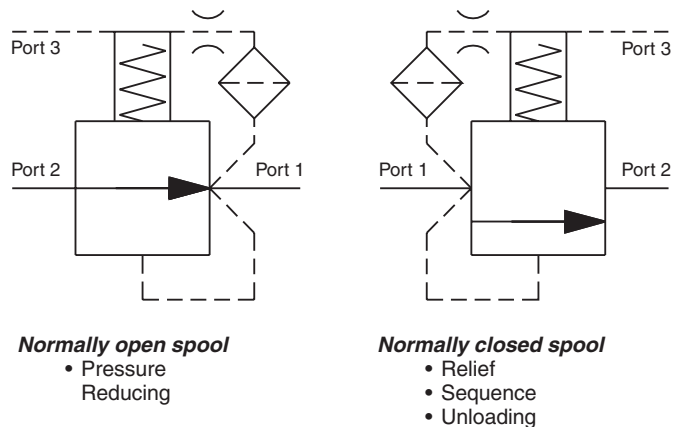 Port 3
Port 3
Port 2
Port 1
Port 1
Port 2
Normally open spool
• Pressure
Reducing
Normally closed spool
• Relief
• Sequence
• Unloading